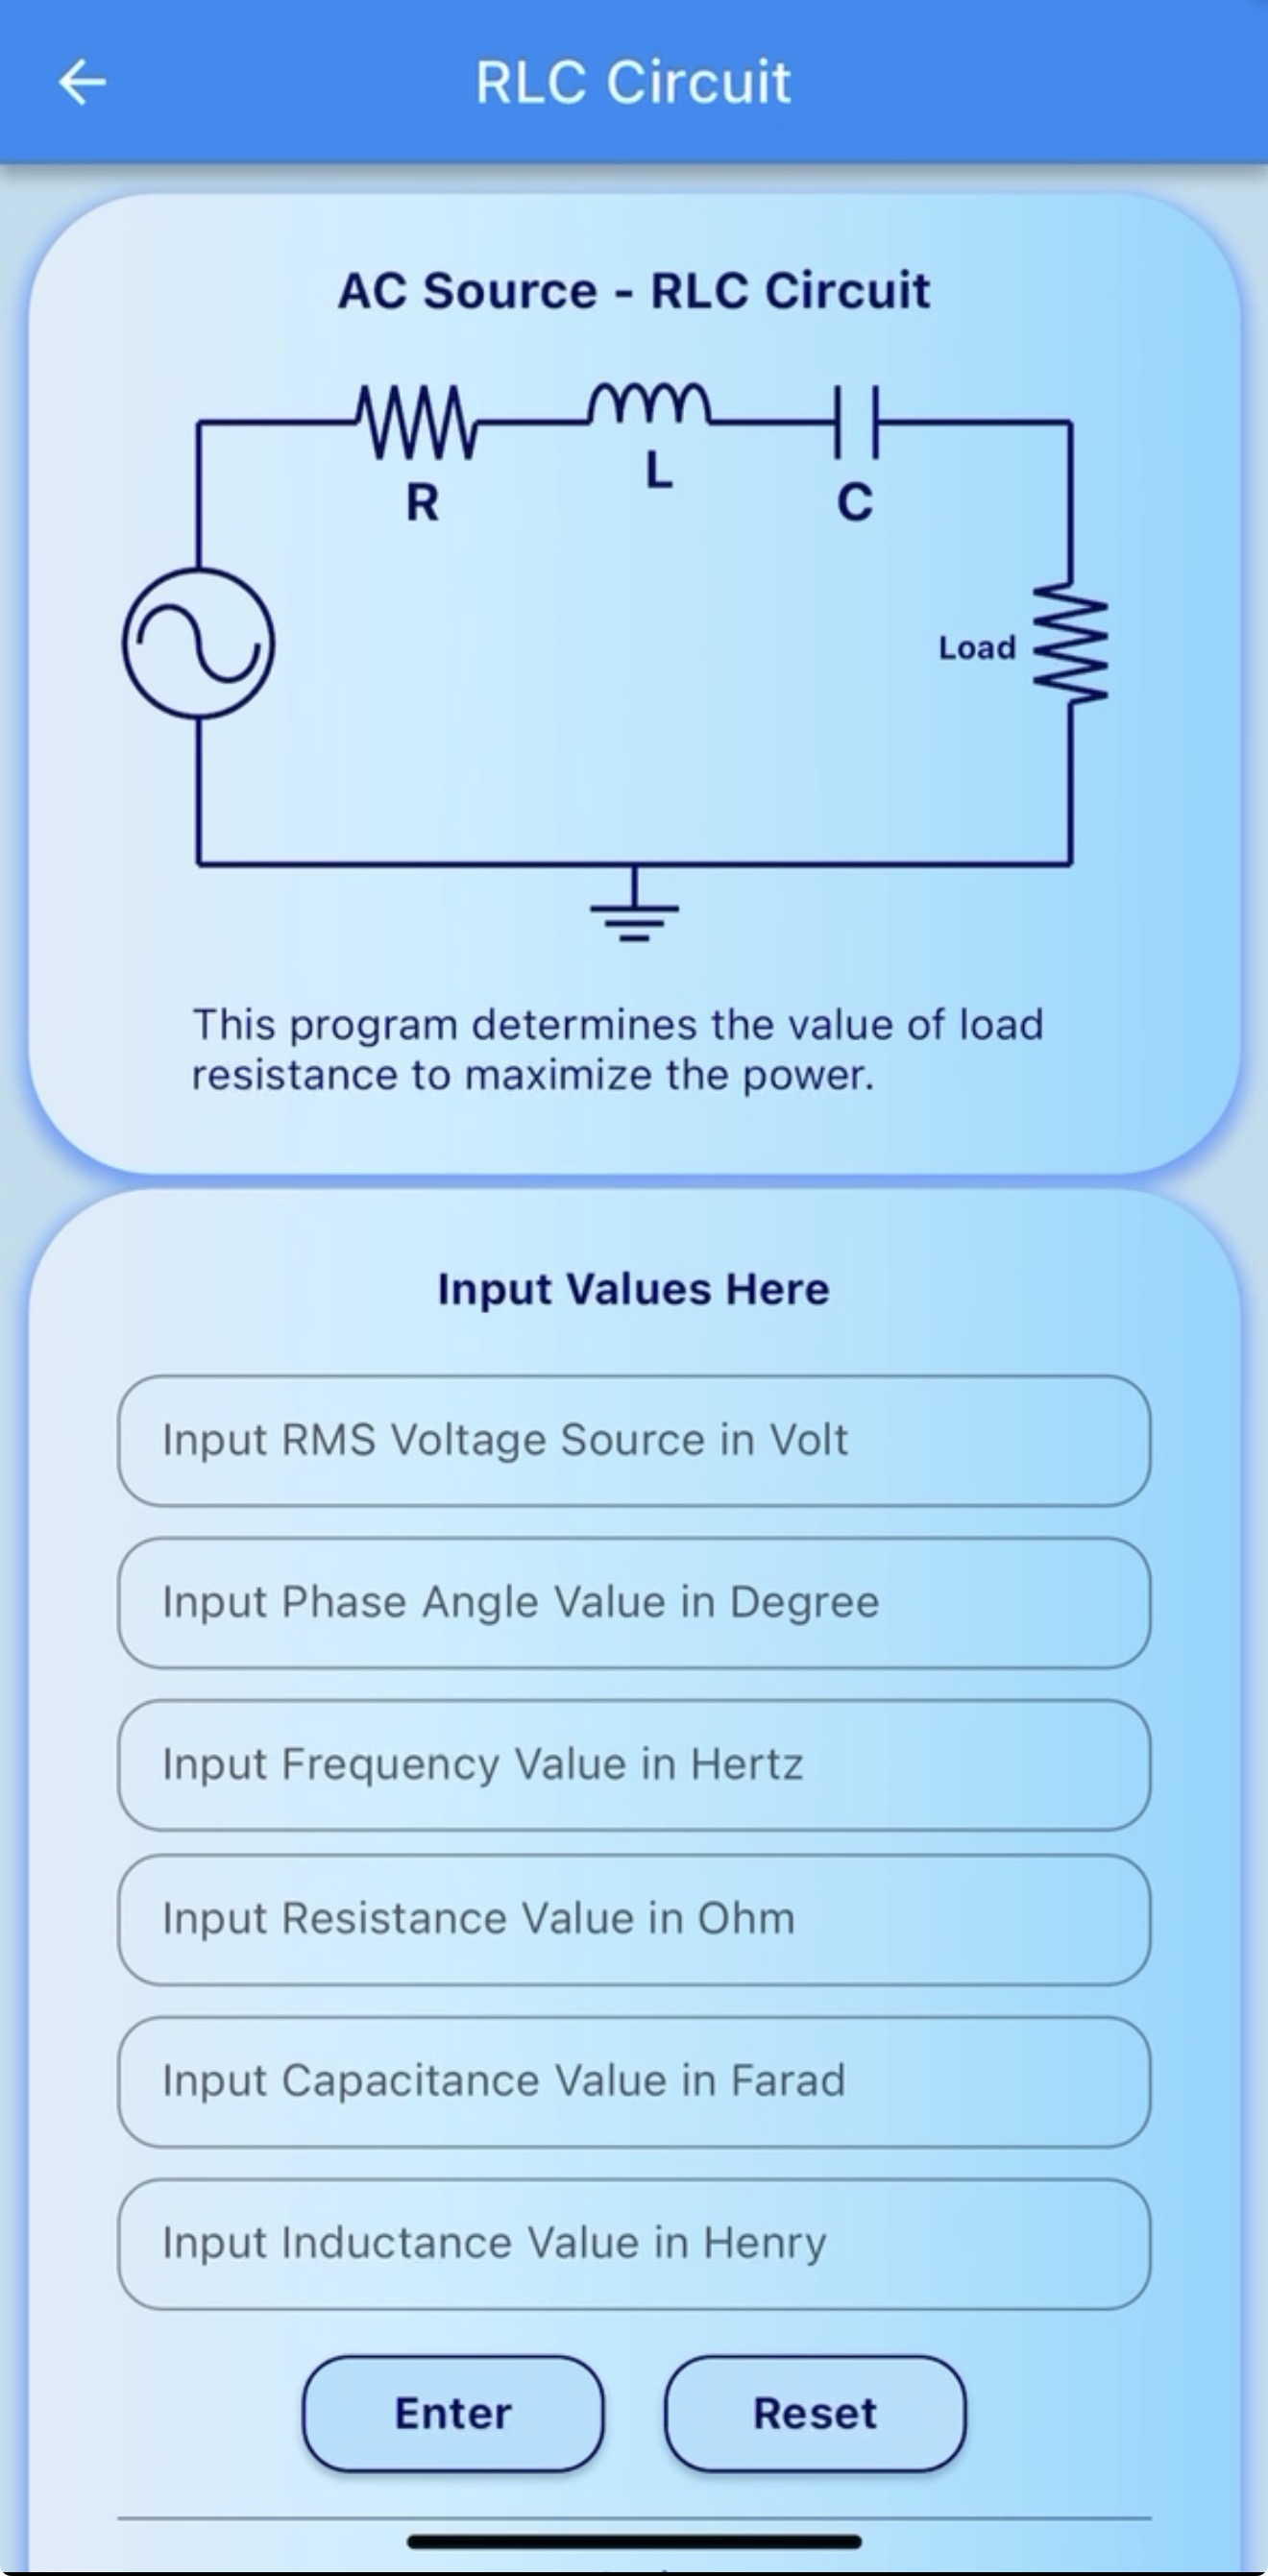 RLC Circuit
AC Source - RLC Circuit
R
L
C
Load
This program determines the value of load
resistance to maximize the power.
Input Values Here
Input RMS Voltage Source in Volt
Input Phase Angle Value in Degree
Input Frequency Value in Hertz
Input Resistance Value in Ohm
Input Capacitance Value in Farad
Input Inductance Value in Henry
Enter
Reset